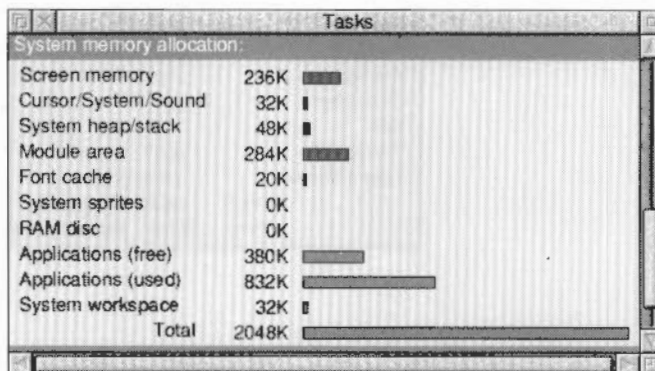 Tasks
System memory allocation:
Screen memory 236K
Cursor/System/Sound 32K
System heap/stack 48K
Module area 284K
Font cache 20K
System sprites 0K
RAM disc 0K
Applications (free) 380K
Applications (used) 832K
System workspace 32K
Total 2048K